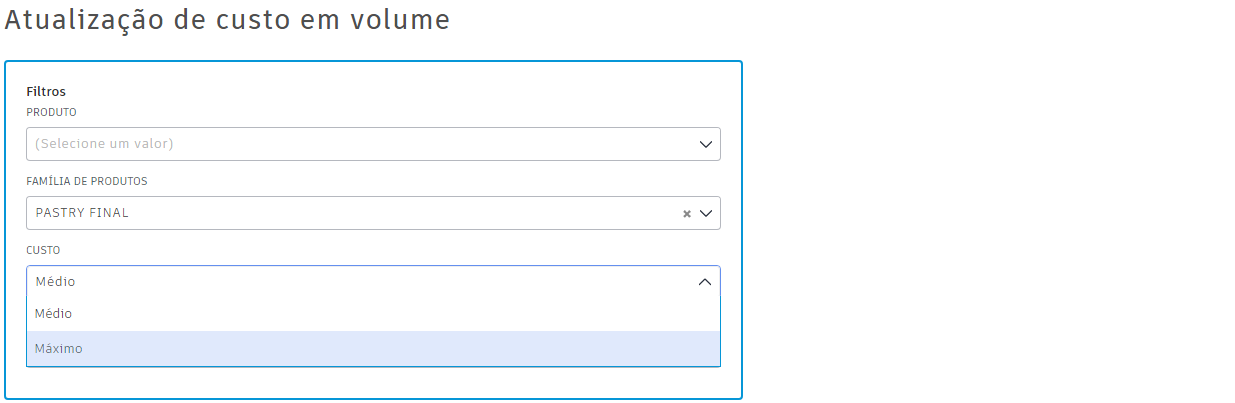 Atualização de custo em volume
Filtros
PRODUTO
(Selecione um valor)
FAMÍLIA DE PRODUTOS
PASTRY FINAL
CUSTO
Médio
Médio
Máximo